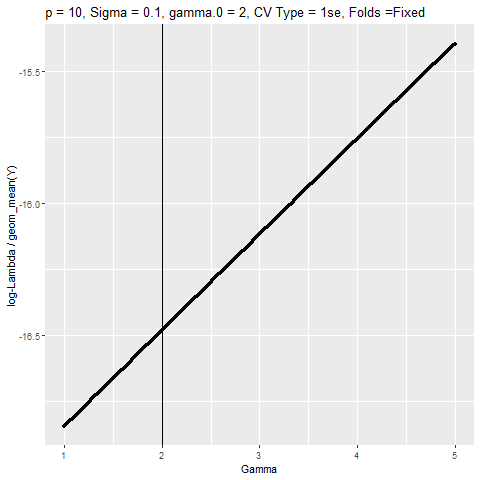 p = 10, Sigma = 0.1, gamma.0 = 2, CV Type = 1se, Folds =Fixed
log-Lambda / geom_mean(Y)
-15.5
-16.0
-16.5
1 2 3 4 5
Gamma